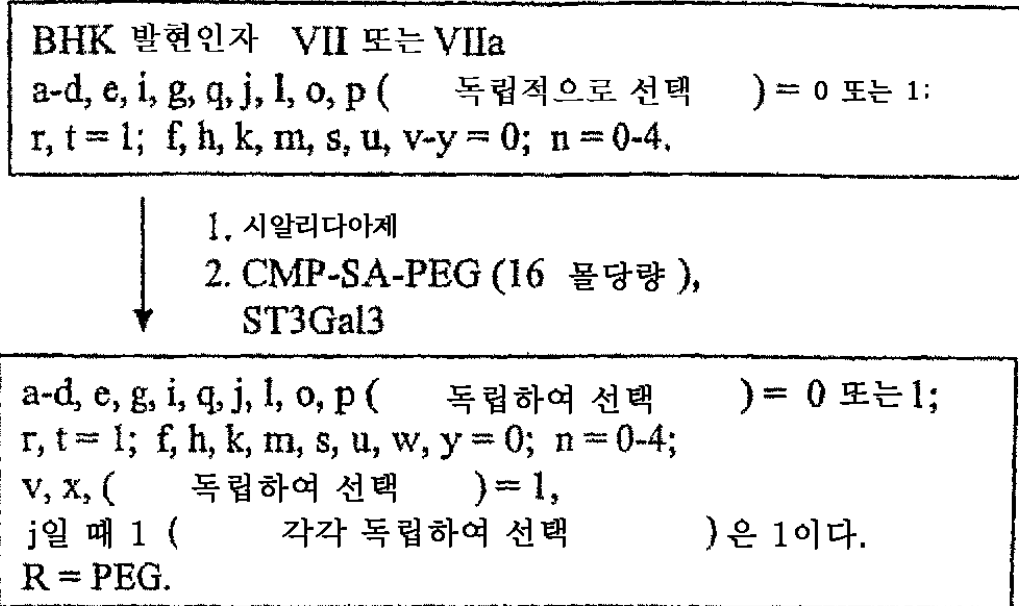 BHK 발현인자 VII 또는 VIIa
a-d, e, i, g, q, j, l, o, p ( 독립적으로 선택 ) = 0 또는 1;
r, t = 1; f, h, k, m, s, u, v-y = 0; n = 0-4.
1. 시알리다아제
2. CMP-SA-PEG (16 몰당량 ),
ST3Gal3
a-d, e, g, i, q, j, l, o, p ( 독립하여 선택 ) = 0 또는 1;
r, t = 1; f, h, k, m, s, u, w, y = 0; n = 0-4;
v, x, ( 독립하여 선택 ) = 1,
j일 때 1 ( 각각 독립하여 선택 ) 은 1이다.
R = PEG.